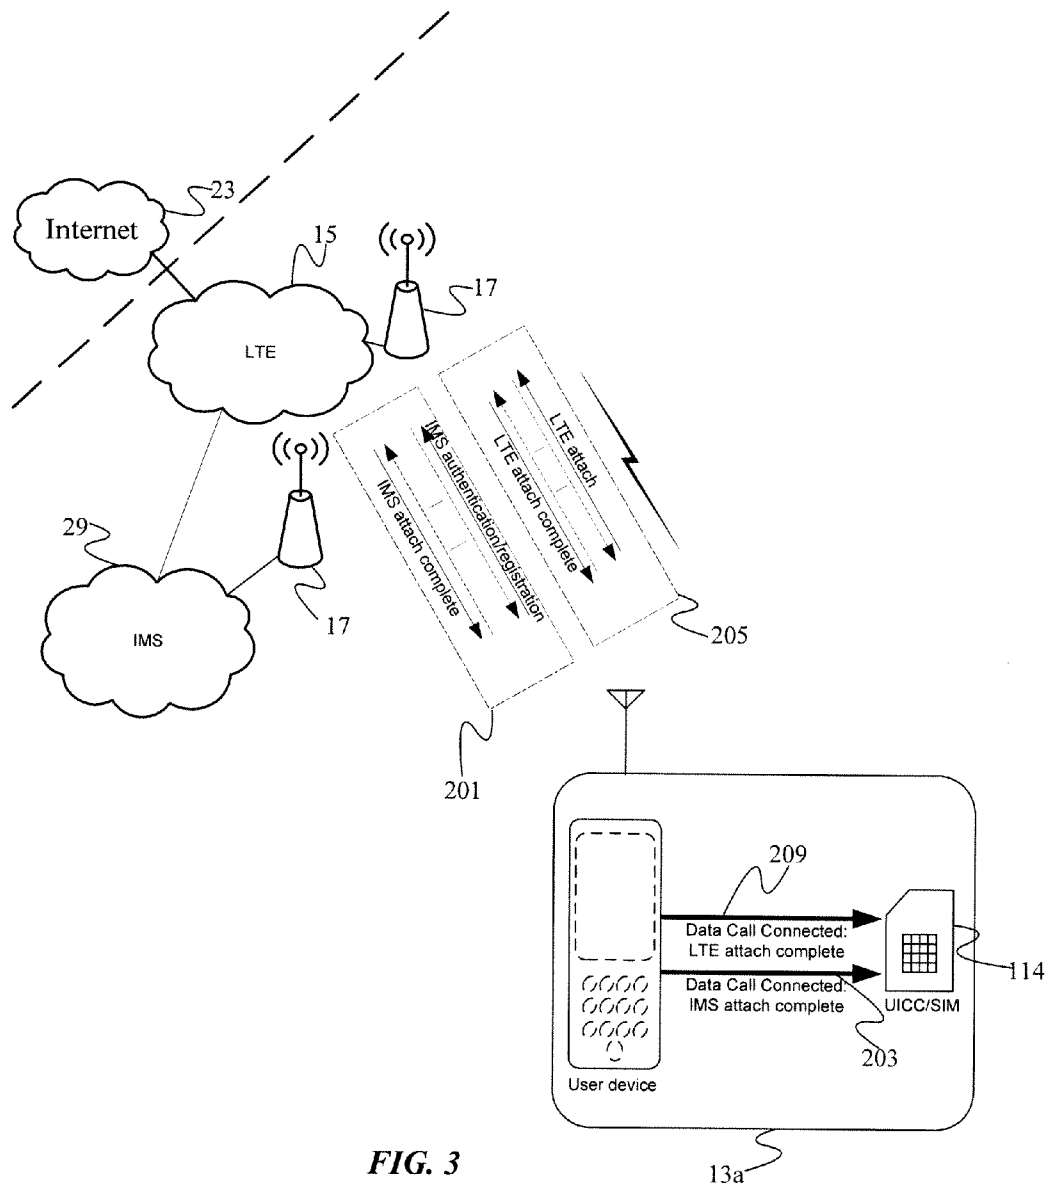 23
Internet
15
17
LTE
LTE attach
LTE attach complete
IMS authentication/registration
IMS attach complete
29
17
IMS
205
201
209
Data Call Connected:
LTE attach complete
114
Data Call Connected:
IMS attach complete
UICC/SIM
203
User device
FIG. 3
13a